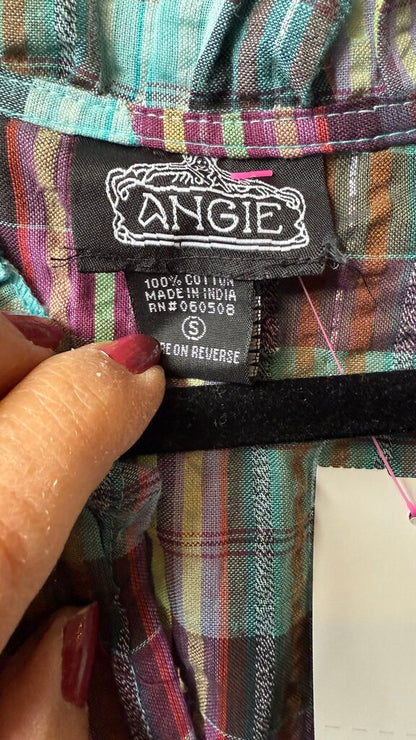 ANGIE
100% COTTON
MADE IN INDIA
RN#060508
S
ON REVERSE